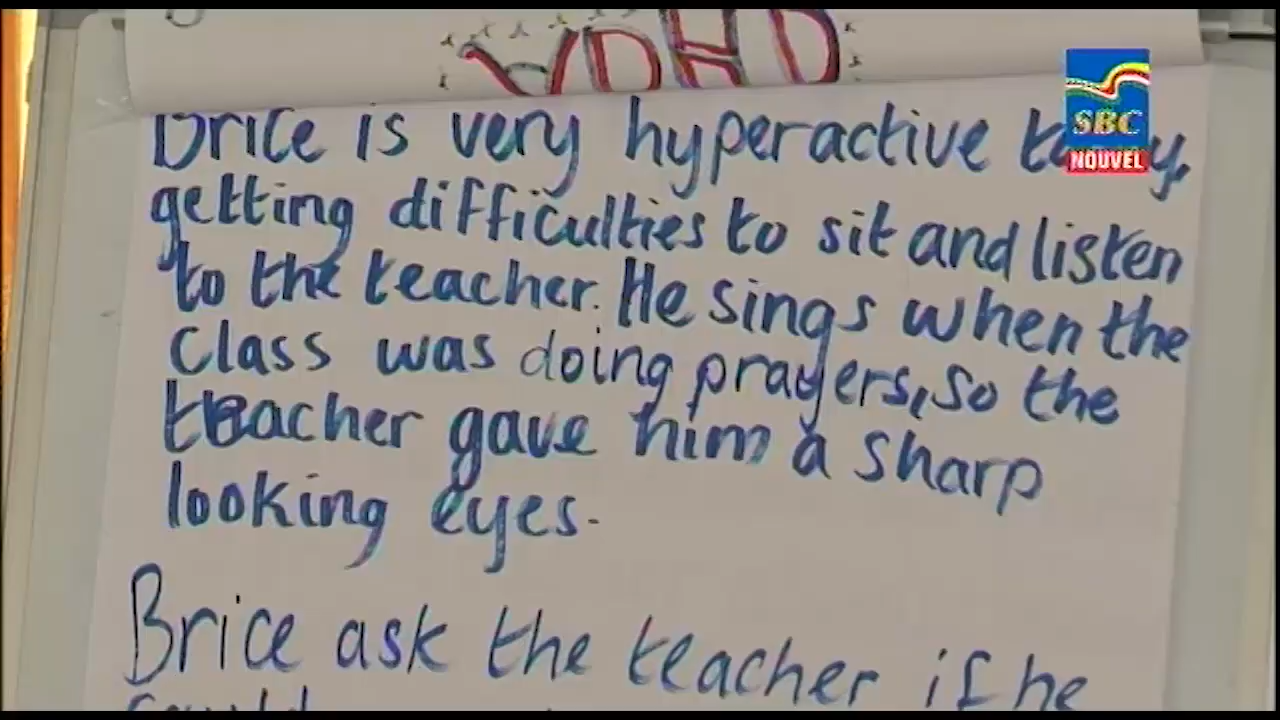 ADHD
Brice is very hyperactive
getting difficulties to sit and listen
to the teacher. He sings when the
Class was doing prayers, so the
teacher gave him a sharp
looking eyes.
Brice ask the teacher if he
could
SBC
NOUVEL